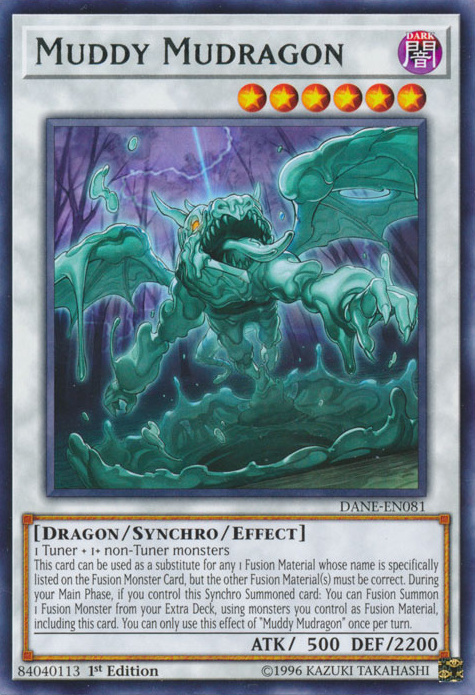 MUDDY MUDRAGON
DARK
闇
DANE-EN081
[DRAGON/SYNCHRO/EFFECT]
1 Tuner + 1+ non-Tuner monsters
This card can be used as a substitute for any 1 Fusion Material whose name is specifically
listed on the Fusion Monster Card, but the other Fusion Material(s) must be correct. During
your Main Phase, if you control this Synchro Summoned card: You can Fusion Summon
1 Fusion Monster from your Extra Deck, using monsters you control as Fusion Material,
including this card. You can only use this effect of "Muddy Mudragon" once per turn.
ATK/ 500 DEF/2200
84040113 1st Edition ©1996 KAZUKI TAKAHASHI